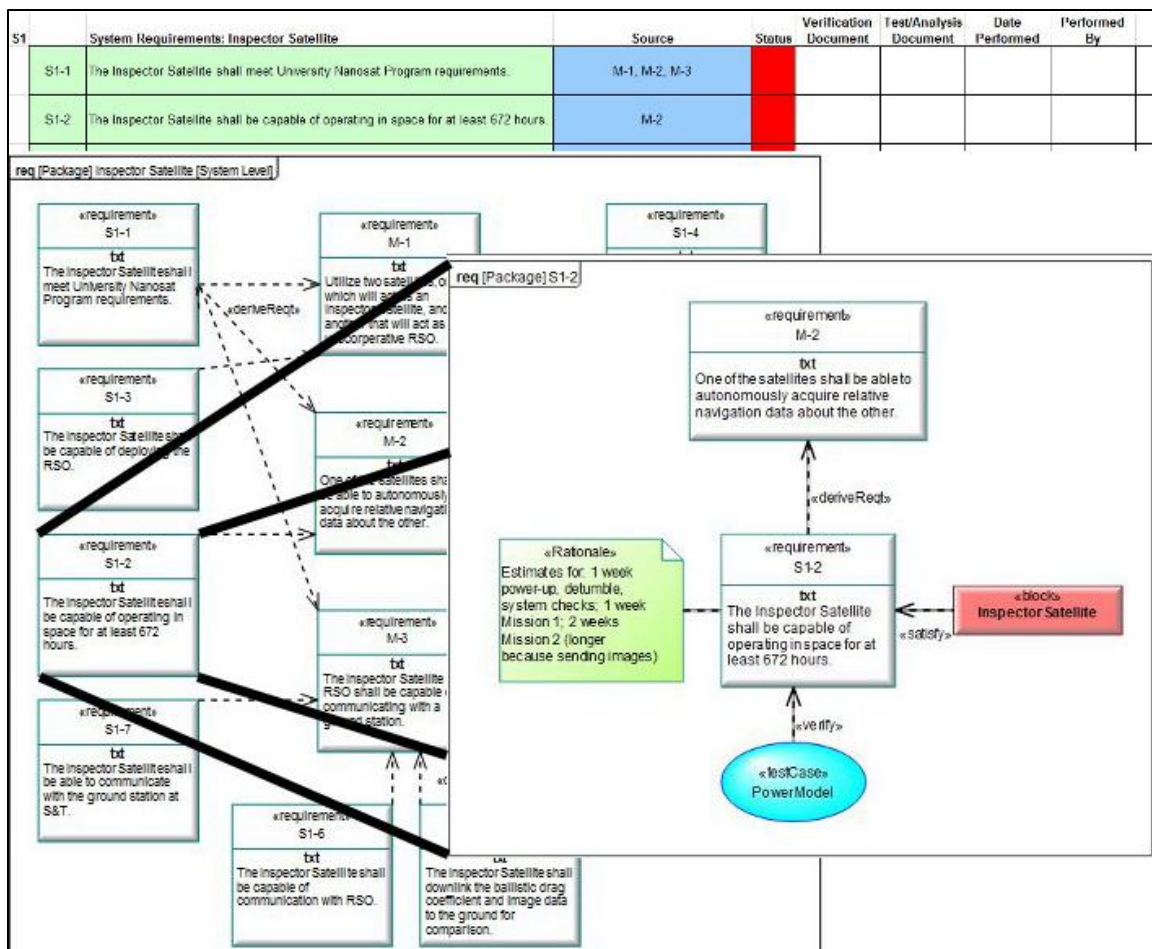 S1 System Requirements: Inspector Satellite Source Status Verification Document Test/Analysis Document Date Performed Performed By
S1-1 The Inspector Satellite shall meet University Nanosat Program requirements. M-1, M-2, M-3
S1-2 The Inspector Satellite shall be capable of operating in space for at least 672 hours. M-2
req [Package] Inspector Satellite [System Level]
«requirement»
S1-1
txt
The Inspector Satellite shall
meet University Nanosat
Program requirements.
«deriveReqt»
«requirement»
M-1
txt
Utilize two satellites,
which will
inspector satellite, and
another that will act as
RSO.
«requirement»
S1-4
«requirement»
S1-3
txt
The Inspector Satellite
be capable of deploying the
RSO.
«requirement»
M-2
One of the satellites
able to autonomously
acquire relative
data about the other.
«requirement»
S1-2
txt
The Inspector Satellite shall
be capable of operating in
space for at least 672
hours.
«requirement»
M-3
txt
The Inspector Satellite
RSO shall be capable
communicating with a
ground station.
«requirement»
S1-7
txt
The Inspector Satellite shall
be able to communicate
with the ground station at
S&T.
«requirement»
S1-6
txt
The Inspector Satellite shall
be capable of
communication with RSO.
txt
The Inspector Satellite shall
downlink the ballistic drag
coefficient and image data
to the ground for
comparison.
req [Package] S1-2
«requirement»
M-2
txt
One of the satellites shall be able to
autonomously acquire relative
navigation data about the other.
«deriveReqt»
«Rationale»
Estimates for: 1 week
power-up, detumble,
system checks; 1 week
Mission 1; 2 weeks
Mission 2 (longer
because sending images)
«requirement»
S1-2
txt
The Inspector Satellite
shall be capable of
operating in space for at
least 672 hours.
«block»
Inspector Satellite
«satisfy»
«verify»
«testCase»
PowerModel